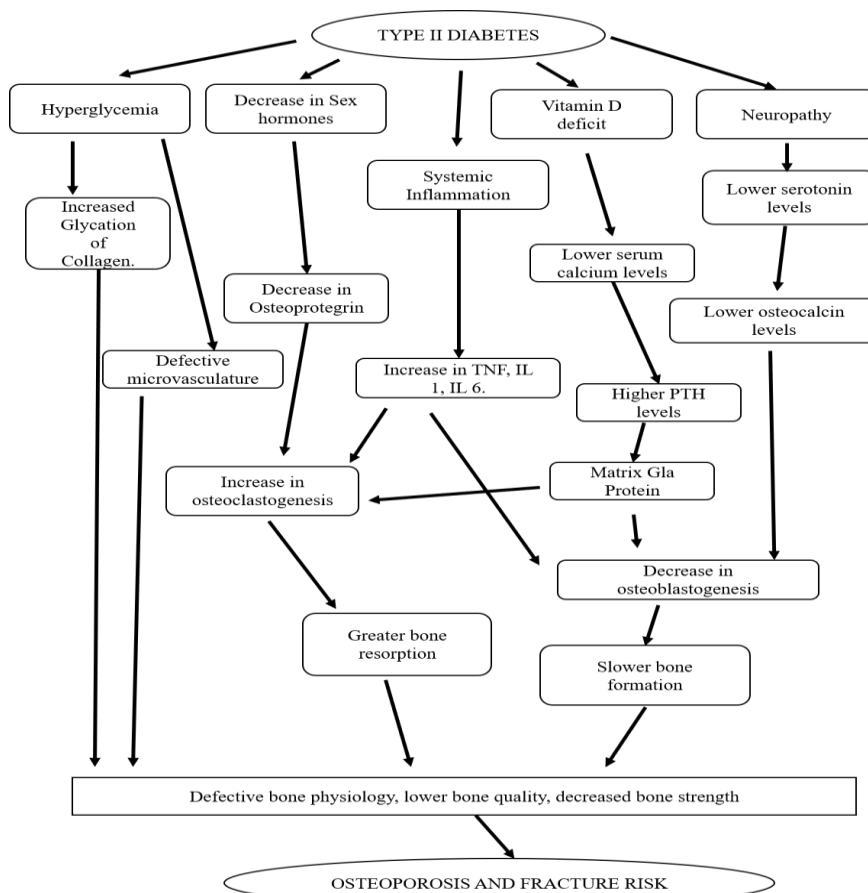 TYPE II DIABETES
Hyperglycemia
Decrease in Sex
hormones
Vitamin D
deficit
Neuropathy
Systemic
Inflammation
Lower serotonin
levels
Increased
Glycation
of
Collagen.
Lower serum
calcium levels
Decrease in
Osteoprotegrin
Lower osteocalcin
levels
Defective
microvasculature
Increase in TNF, IL
1, IL 6.
Higher PTH
levels
Increase in
osteoclastogenesis
Matrix Gla
Protein
Decrease in
osteoblastogenesis
Greater bone
resorption
Slower bone
formation
Defective bone physiology, lower bone quality, decreased bone strength
OSTEOPOROSIS AND FRACTURE RISK